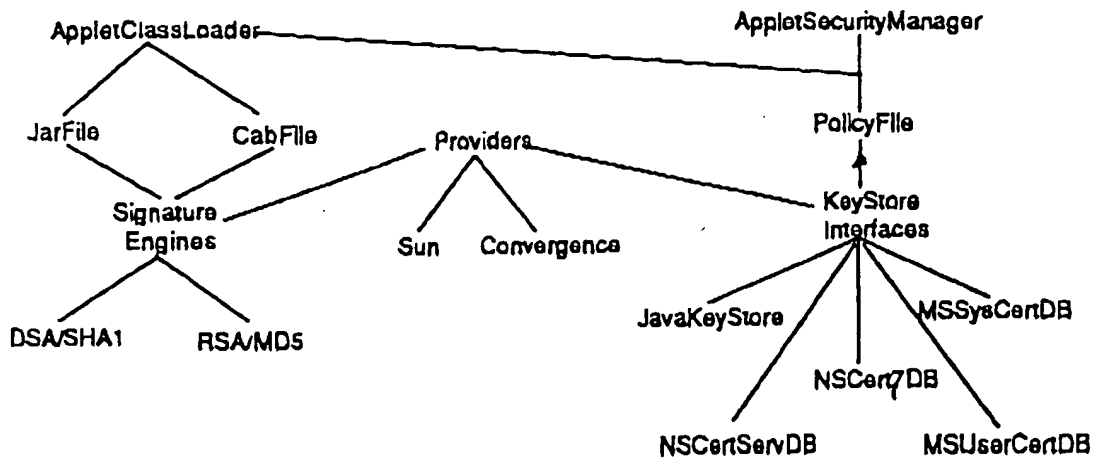 AppletClassLoader
AppletSecurityManager
JarFile
CabFile
Providers
PolicyFile
Signature
Engines
Sun
Convergence
KeyStore
Interfaces
DSA/SHA1
RSA/MD5
JavaKeyStore
MSSysCertDB
NSCert7DB
NSCertServDB
MSUserCertDB